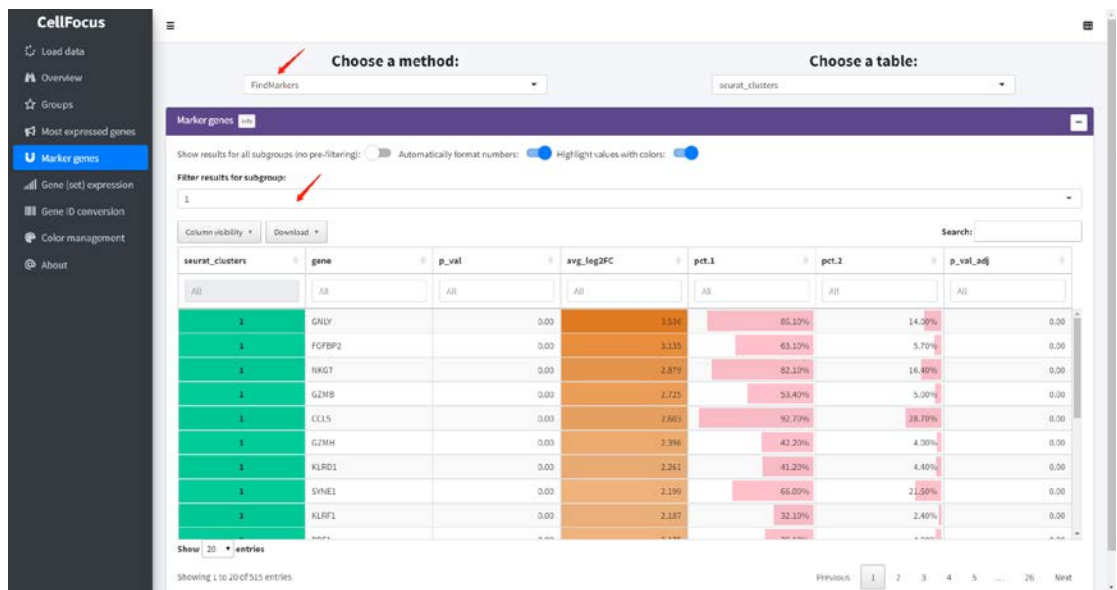 CellFocus
Load data
Overview
Groups
Most expressed genes
Marker genes
Gene (set) expression
Gene ID conversion
Color management
About
Choose a method: Choose a table:
FindMarkers seurat_clusters
Marker genes info
Show results for all subgroups (no pre-filtering): Automatically format numbers: Highlight values with colors:
Filter results for subgroup:
1
Column visibility Download Search:
seurat_clusters gene p_val avg_log2FC pct.1 pct.2 p_val_adj
All All All All All All All
1 GNLY 0.00 14.00% 0.00
1 FGFBP2 0.00 3.135 63.10% 5.70% 0.00
1 NKG7 0.00 2.879 82.10% 16.40% 0.00
1 GZMB 0.00 2.725 53.40% 5.00% 0.00
1 CCL5 0.00 2.603 92.70% 28.70% 0.00
1 GZMH 0.00 2.396 42.20% 4.00% 0.00
1 KLRD1 0.00 2.261 41.20% 4.40% 0.00
1 SYNE1 0.00 2.199 66.00% 21.50% 0.00
1 KLRF1 0.00 2.187 32.10% 2.40% 0.00
Show 20 entries
Showing 1 to 20 of 515 entries Previous 1 2 3 4 5 ... 26 Next